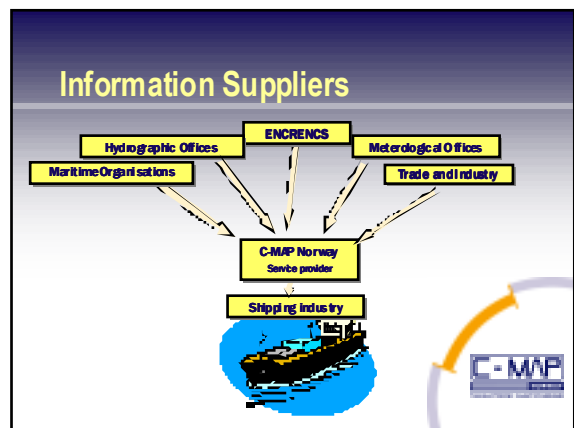 Information Suppliers
ENCRENCS
Hydrographic Offices
Meterological Offices
Maritime Organisations
Trade and Industry
C-MAP Norway
Service provider
Shipping industry
C-MAP